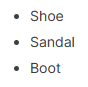 • Shoe
• Sandal
• Boot